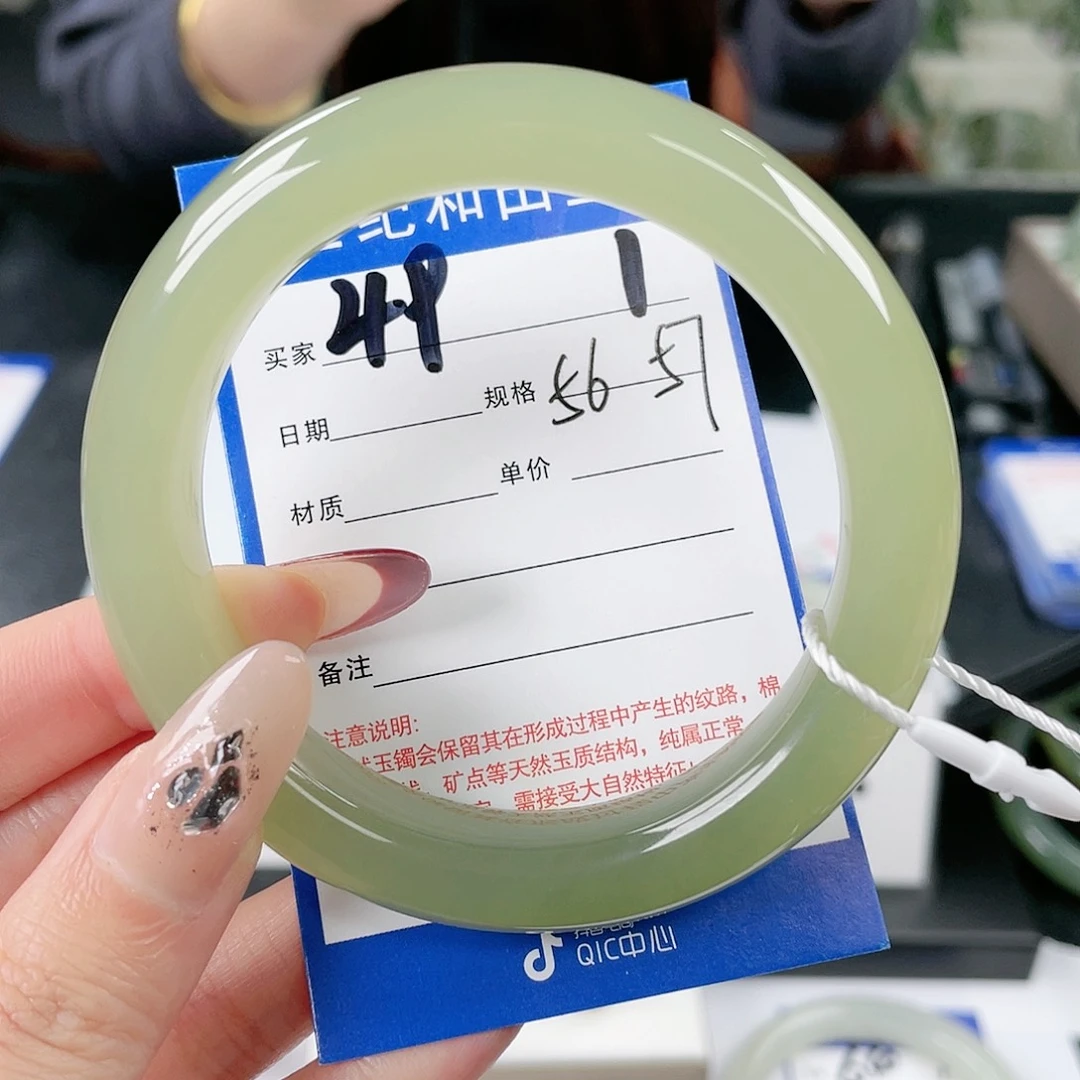 纪和田
买家 49 1
日期 规格 56 57
材质 单价
备注
注意说明:
玉镯会保留其在形成过程中产生的纹路，棉
、矿点等天然玉质结构，纯属正常
需接受大自然特征
QIC中心